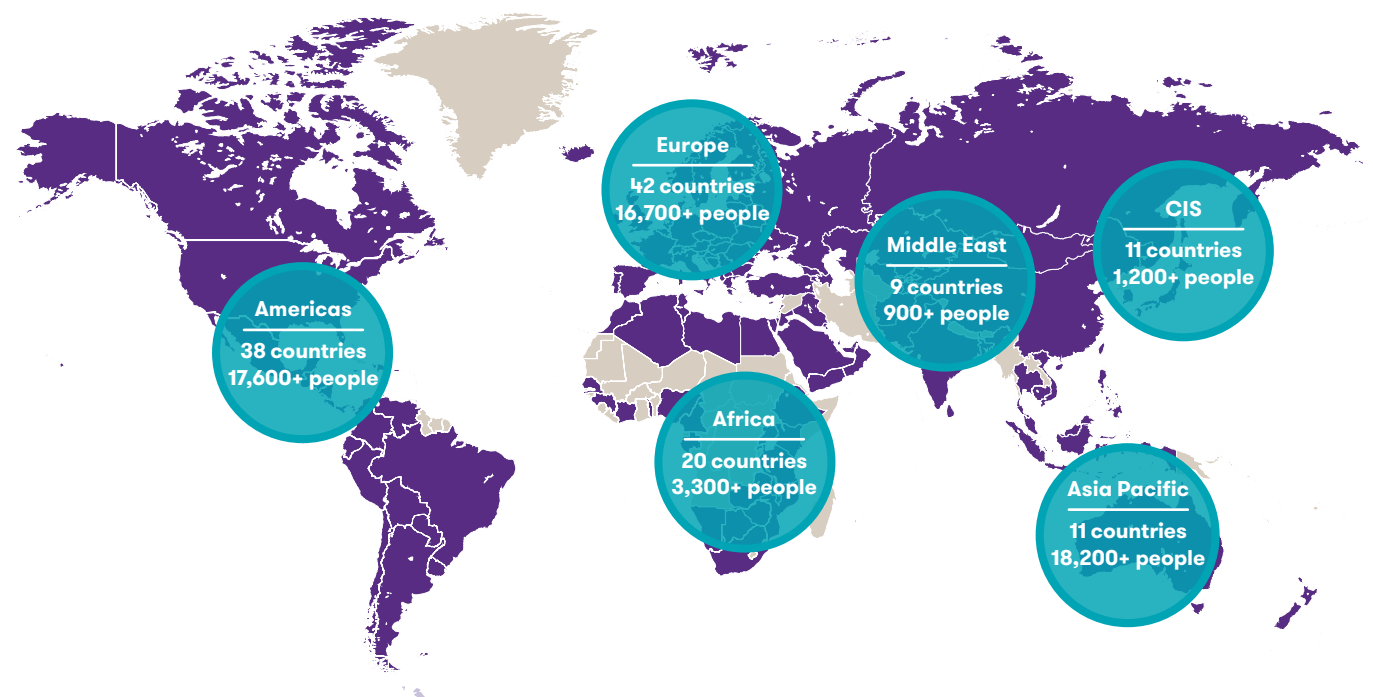 Europe
42 countries
16,700+ people
CIS
11 countries
1,200+ people
Middle East
9 countries
900+ people
Americas
38 countries
17,600+ people
Africa
20 countries
3,300+ people
Asia Pacific
11 countries
18,200+ people